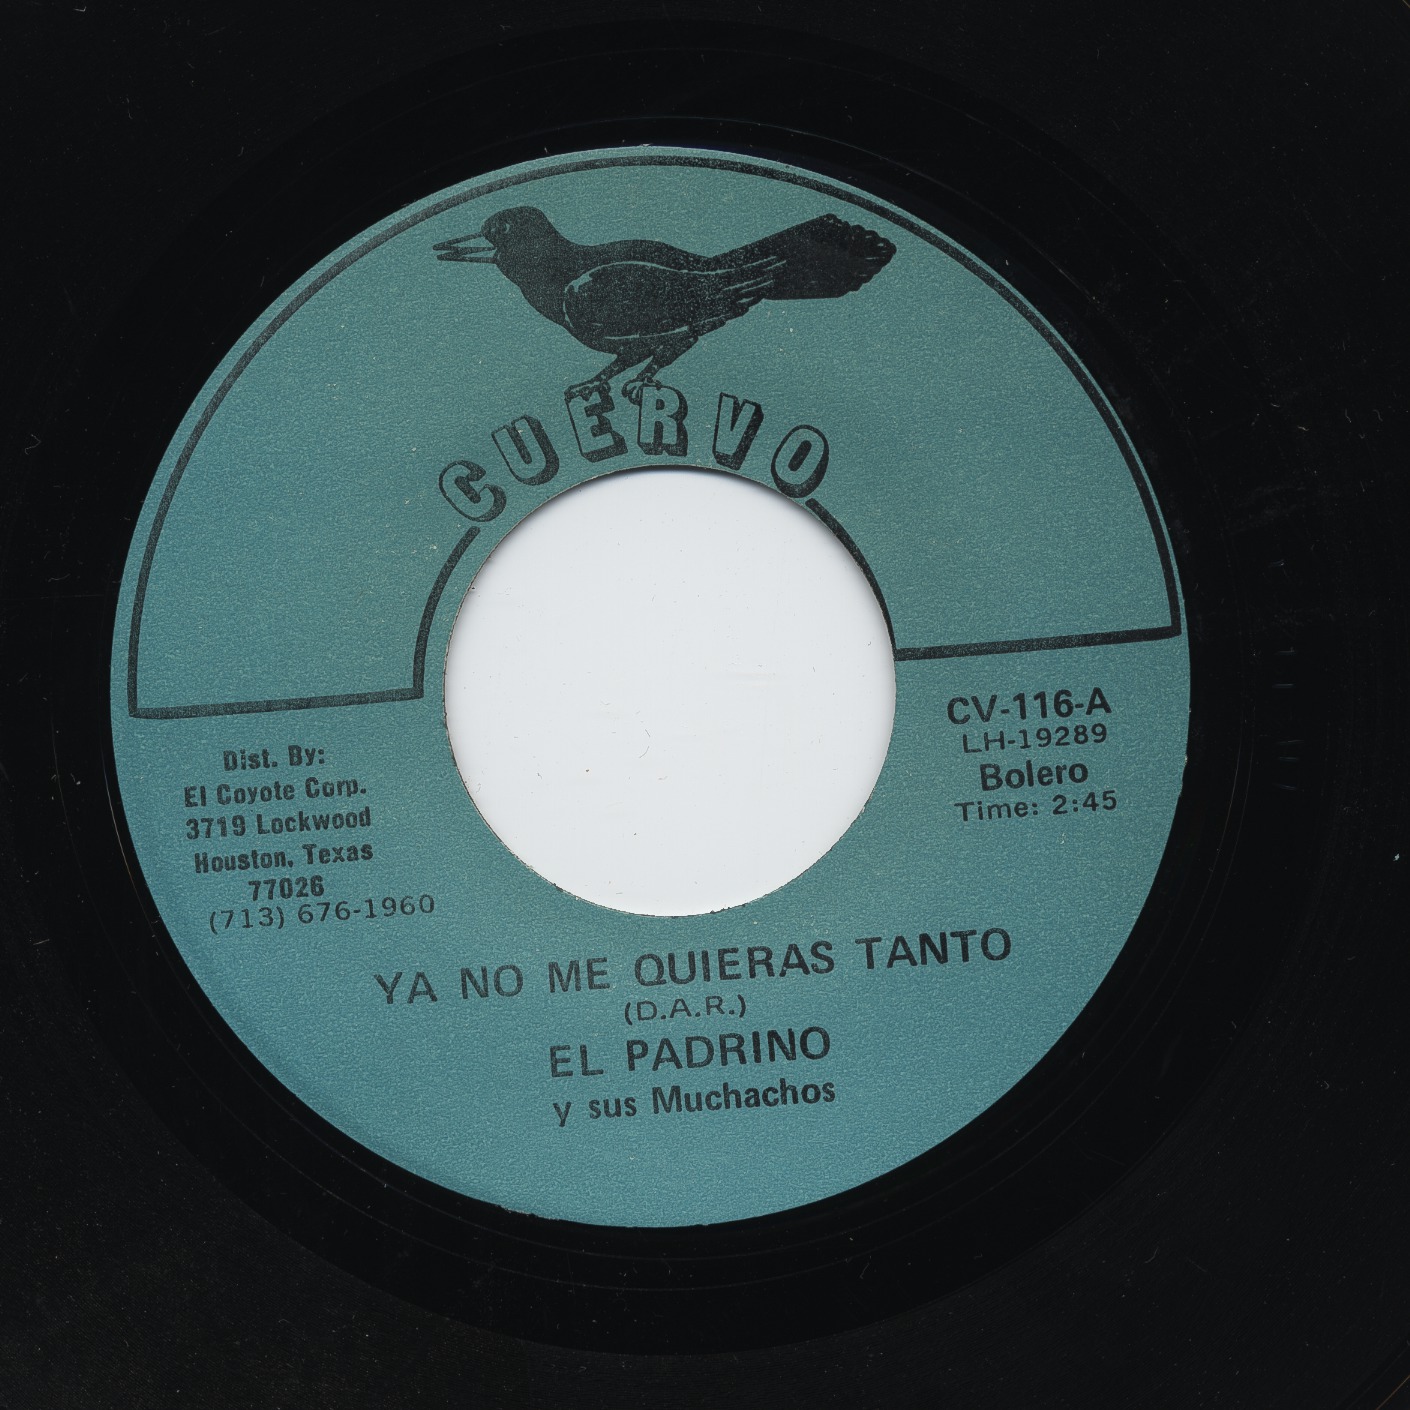 CUERVO
Dist. By:
El Coyote Corp.
3719 Lockwood
Houston, Texas
77026
(713) 676-1960
CV-116-A
LH-19289
Bolero
Time: 2:45
YA NO ME QUIERAS TANTO
(D.A.R.)
EL PADRINO
y sus Muchachos